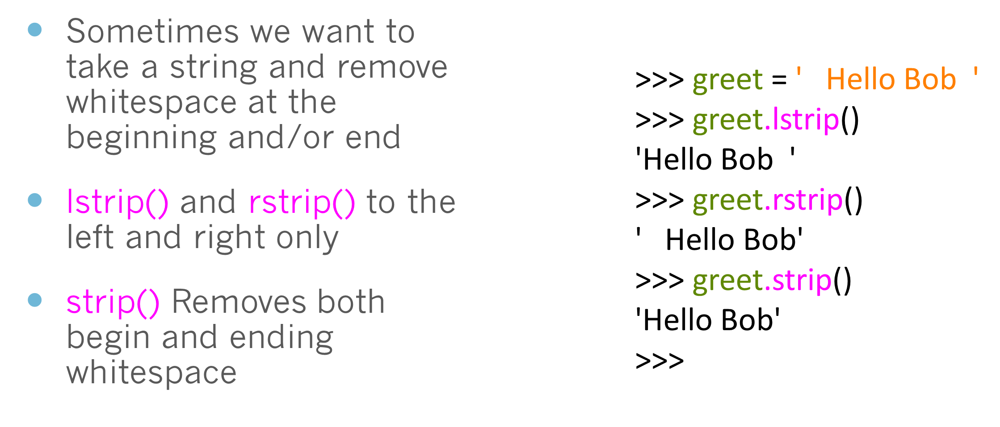 • Sometimes we want to
take a string and remove
whitespace at the
beginning and/or end
• lstrip() and rstrip() to the
left and right only
• strip() Removes both
begin and ending
whitespace
>>> greet = '   Hello Bob  '
>>> greet.lstrip()
'Hello Bob  '
>>> greet.rstrip()
'   Hello Bob'
>>> greet.strip()
'Hello Bob'
>>>